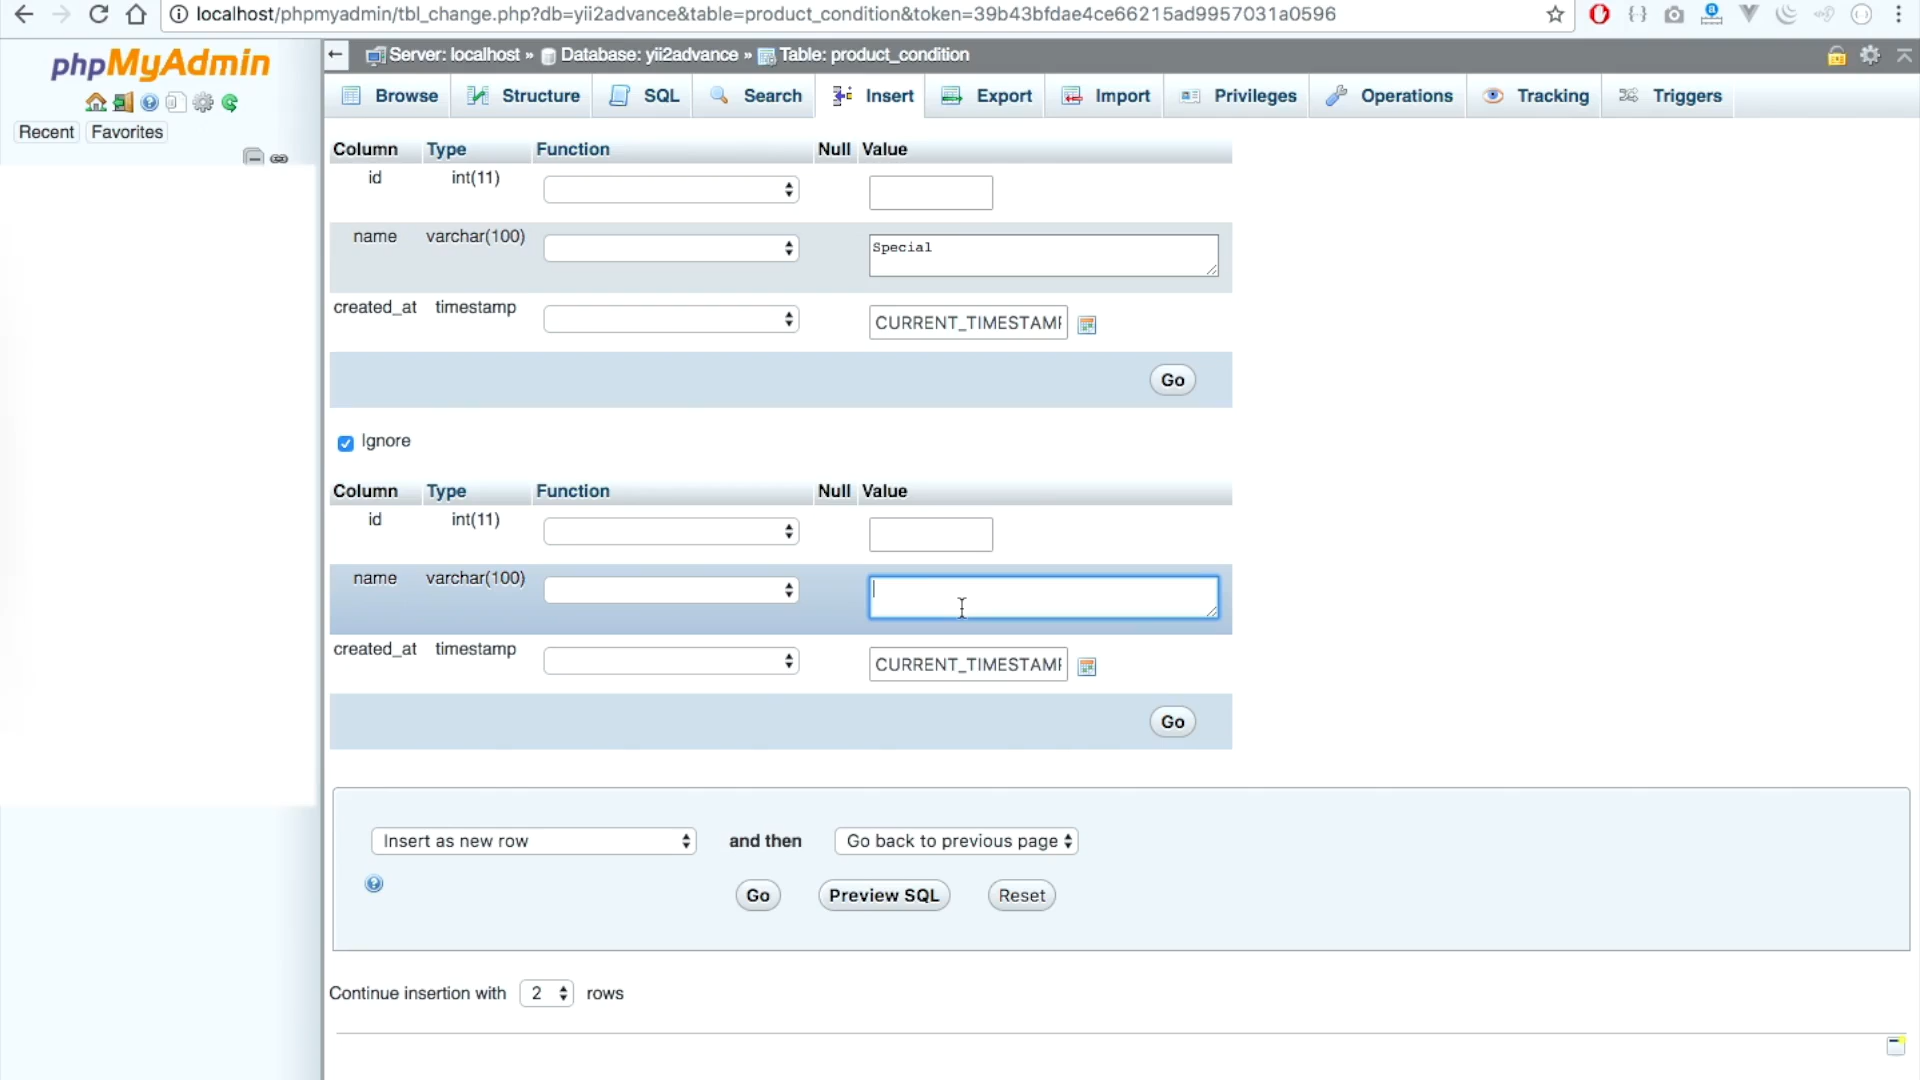 localhost/phpmyadmin/tbl_change.php?db=yii2advance&table=product_condition&token=39b43bfdae4ce66215ad9957031a0596
phpMyAdmin
Recent Favorites
Server: localhost » Database: yii2advance » Table: product_condition
Browse Structure SQL Search Insert Export Import Privileges Operations Tracking Triggers
Column Type Function Null Value
id int(11)
name varchar(100) Special
created_at timestamp CURRENT_TIMESTAMP
Go
Ignore
Column Type Function Null Value
id int(11)
name varchar(100)
created_at timestamp CURRENT_TIMESTAMP
Go
Insert as new row and then Go back to previous page
Go Preview SQL Reset
Continue insertion with 2 rows